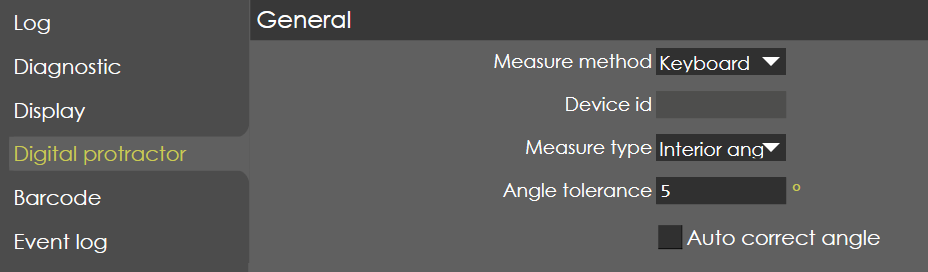 Log
Diagnostic
Display
Digital protractor
Barcode
Event log
General
Measure method Keyboard
Device id
Measure type Interior ang
Angle tolerance 5 °
Auto correct angle